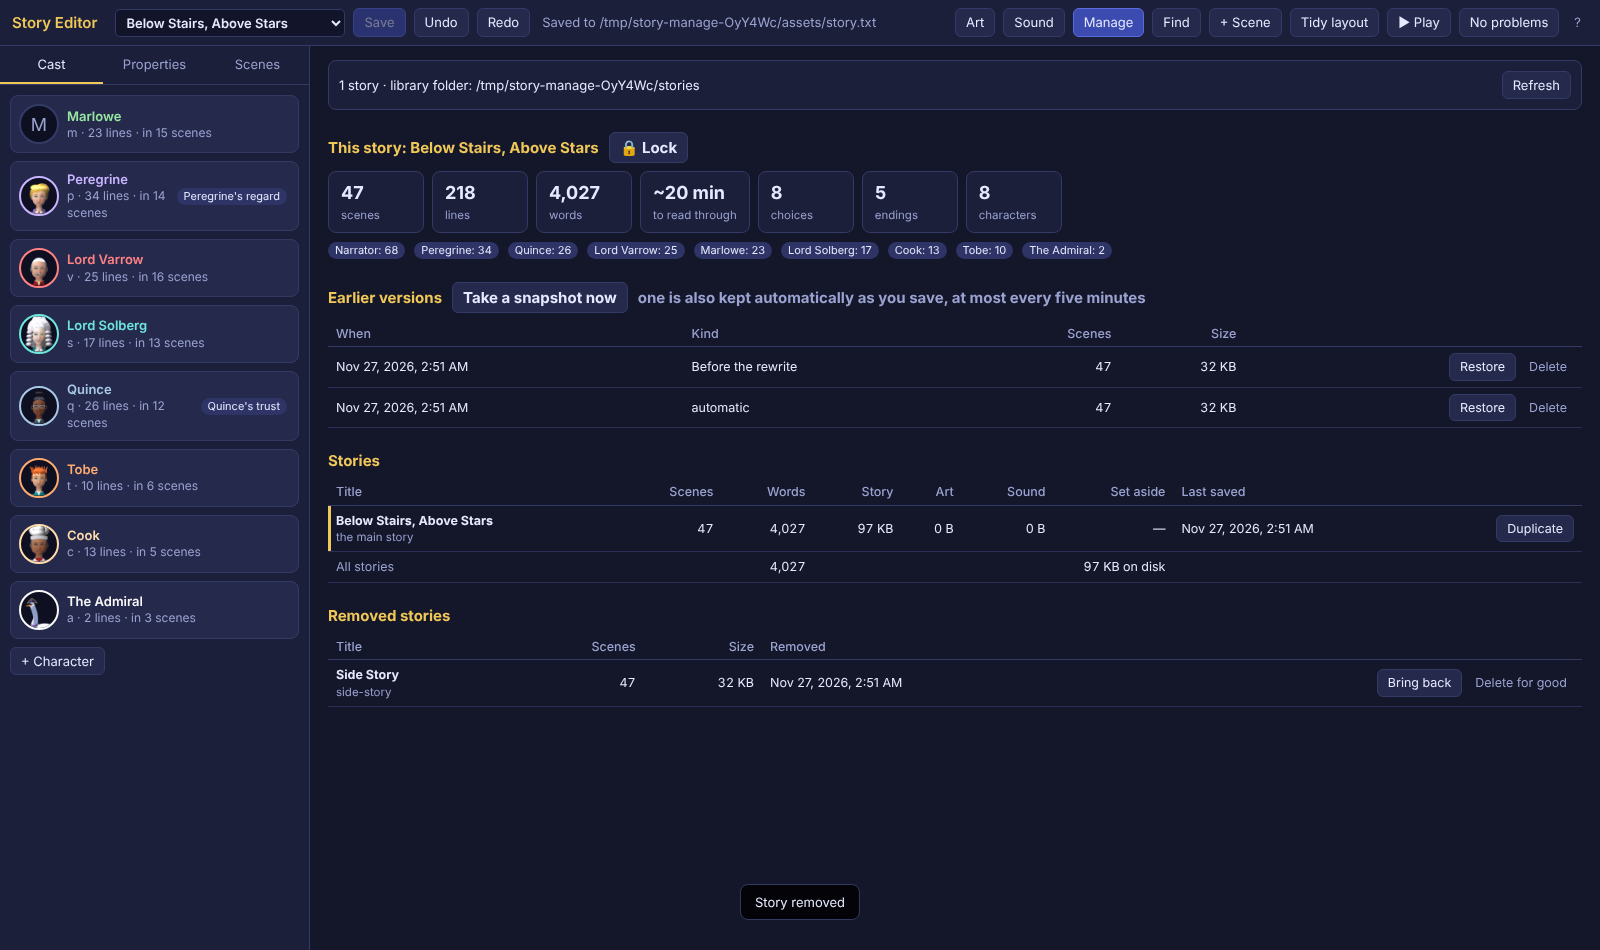 Story Editor
Below Stairs, Above Stars
Save
Undo
Redo
Saved to /tmp/story-manage-OyY4Wc/assets/story.txt
Art
Sound
Manage
Find
+ Scene
Tidy layout
▶ Play
No problems
?
Cast
Properties
Scenes
M
Marlowe
m · 23 lines · in 15 scenes
Peregrine
p · 34 lines · in 14 scenes
Peregrine's regard
Lord Varrow
v · 25 lines · in 16 scenes
Lord Solberg
s · 17 lines · in 13 scenes
Quince
q · 26 lines · in 12 scenes
Quince's trust
Tobe
t · 10 lines · in 6 scenes
Cook
c · 13 lines · in 5 scenes
The Admiral
a · 2 lines · in 3 scenes
+ Character
1 story · library folder: /tmp/story-manage-OyY4Wc/stories
Refresh
This story: Below Stairs, Above Stars
🔒 Lock
47 scenes
218 lines
4,027 words
~20 min to read through
8 choices
5 endings
8 characters
Narrator: 68
Peregrine: 34
Quince: 26
Lord Varrow: 25
Marlowe: 23
Lord Solberg: 17
Cook: 13
Tobe: 10
The Admiral: 2
Earlier versions
Take a snapshot now
one is also kept automatically as you save, at most every five minutes
When Kind Scenes Size
Nov 27, 2026, 2:51 AM Before the rewrite 47 32 KB Restore Delete
Nov 27, 2026, 2:51 AM automatic 47 32 KB Restore Delete
Stories
Title Scenes Words Story Art Sound Set aside Last saved
Below Stairs, Above Stars 47 4,027 97 KB 0 B 0 B — Nov 27, 2026, 2:51 AM Duplicate
the main story
All stories 4,027 97 KB on disk
Removed stories
Title Scenes Size Removed
Side Story 47 32 KB Nov 27, 2026, 2:51 AM Bring back Delete for good
side-story
Story removed